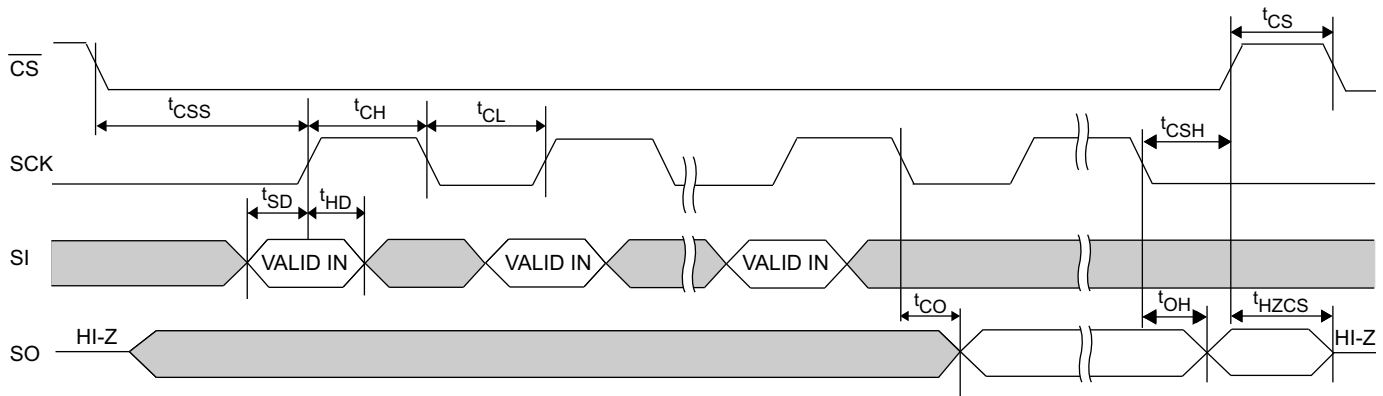 tCS
CS
tCSS
tCH
tCL
tCSH
SCK
tSD
tHD
SI
VALID IN
VALID IN
VALID IN
tCO
tOH
tHZCS
SO
HI-Z
HI-Z